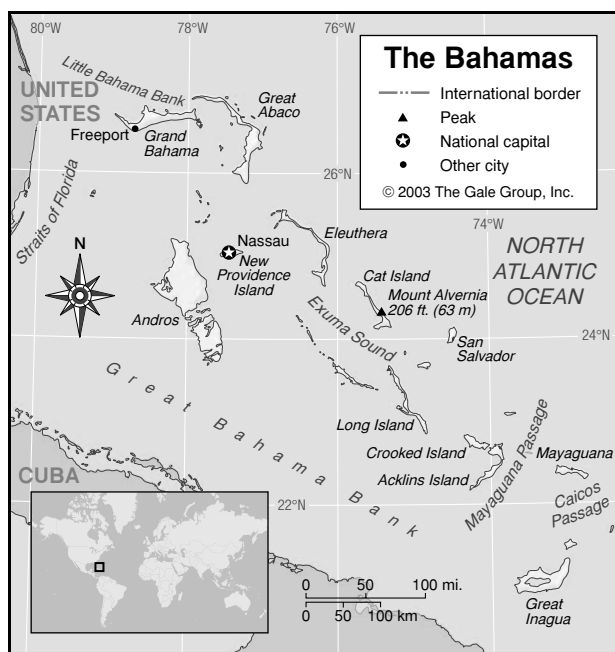 80°W
78°W
76°W
The Bahamas
International border
Peak
National capital
Other city
© 2003 The Gale Group, Inc.
UNITED
STATES
Little Bahama Bank
Great
Abaco
Freeport
Grand
Bahama
26°N
Straits of Florida
74°W
N
Nassau
New
Providence
Island
Eleuthera
NORTH
ATLANTIC
OCEAN
Cat Island
Mount Alvernia
206 ft. (63 m)
Andros
Exuma Sound
San
Salvador
24°N
Great Bahama Bank
Long Island
Crooked Island
Acklins Island
Mayaguana Passage
Mayaguana
Caicos
Passage
CUBA
22°N
0 50 100 mi.
0 50 100 km
Great
Inagua